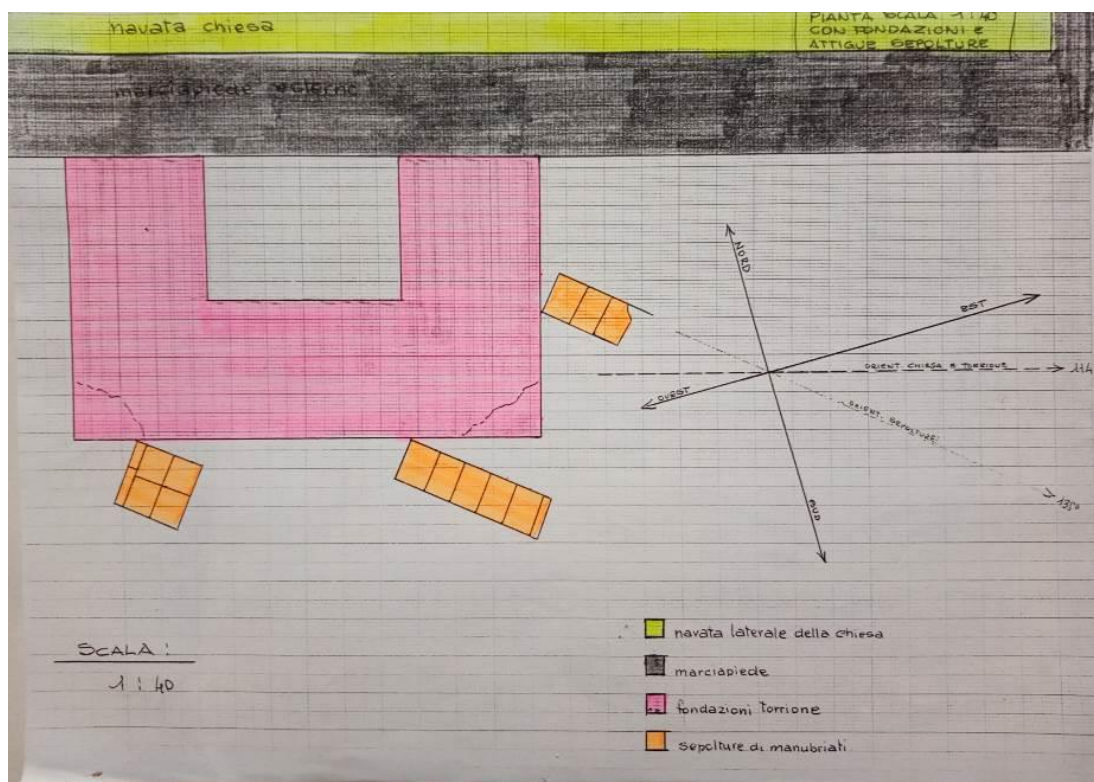 navata chiesa
PIANTA SCALA 1:40
CON FONDAZIONI e
ATTIGUE SEPOLTURE
marciapiede esterno
NORD
EST
ORIENT CHIESA E TORRIONE
114
OVEST
ORIENT. SEPOLTURE
135°
SUD
SCALA:
1:40
navata laterale della chiesa
marciapiede
fondazioni torrione
sepolture di manubriati